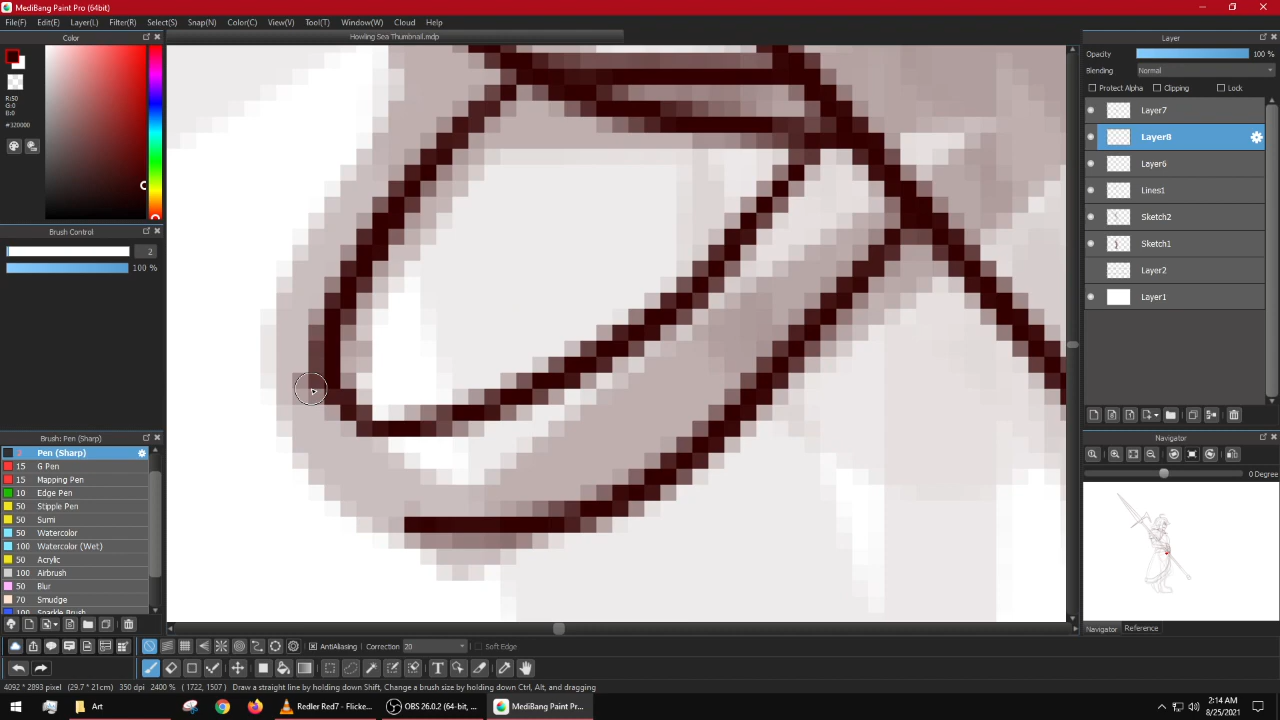 MediBang Paint Pro (64bit)
File(F) Edit(E) Layer(L) Filter(R) Select(S) Snap(N) Color(C) View(V) Tool(T) Window(W) Cloud Help
Howling Sea Thumbnail.mdp
Color
R:50
G:0
B:0
#320000
Brush Control
2
100 %
Brush: Pen (Sharp)
2 Pen (Sharp)
15 G Pen
15 Mapping Pen
10 Edge Pen
50 Stipple Pen
50 Sumi
50 Watercolor
100 Watercolor (Wet)
50 Acrylic
100 Airbrush
50 Blur
70 Smudge
100 Sparkle Brush
Layer
Opacity 100 %
Blending Normal
Protect Alpha Clipping Lock
Layer7
Layer8
Layer6
Lines1
Sketch2
Sketch1
Layer2
Layer1
Navigator
0 Degree
Navigator Reference
AntiAliasing Correction 20 Soft Edge
4092 * 2893 pixel (29.7 * 21cm) 350 dpi 2400 % ( 1722, 1507 ) Draw a straight line by holding down Shift, Change a brush size by holding down Ctrl, Alt, and dragging
Art
Redler Red7 - Flicke...
OBS 26.0.2 (64-bit, ...
MediBang Paint Pr...
2:14 AM
8/25/2021